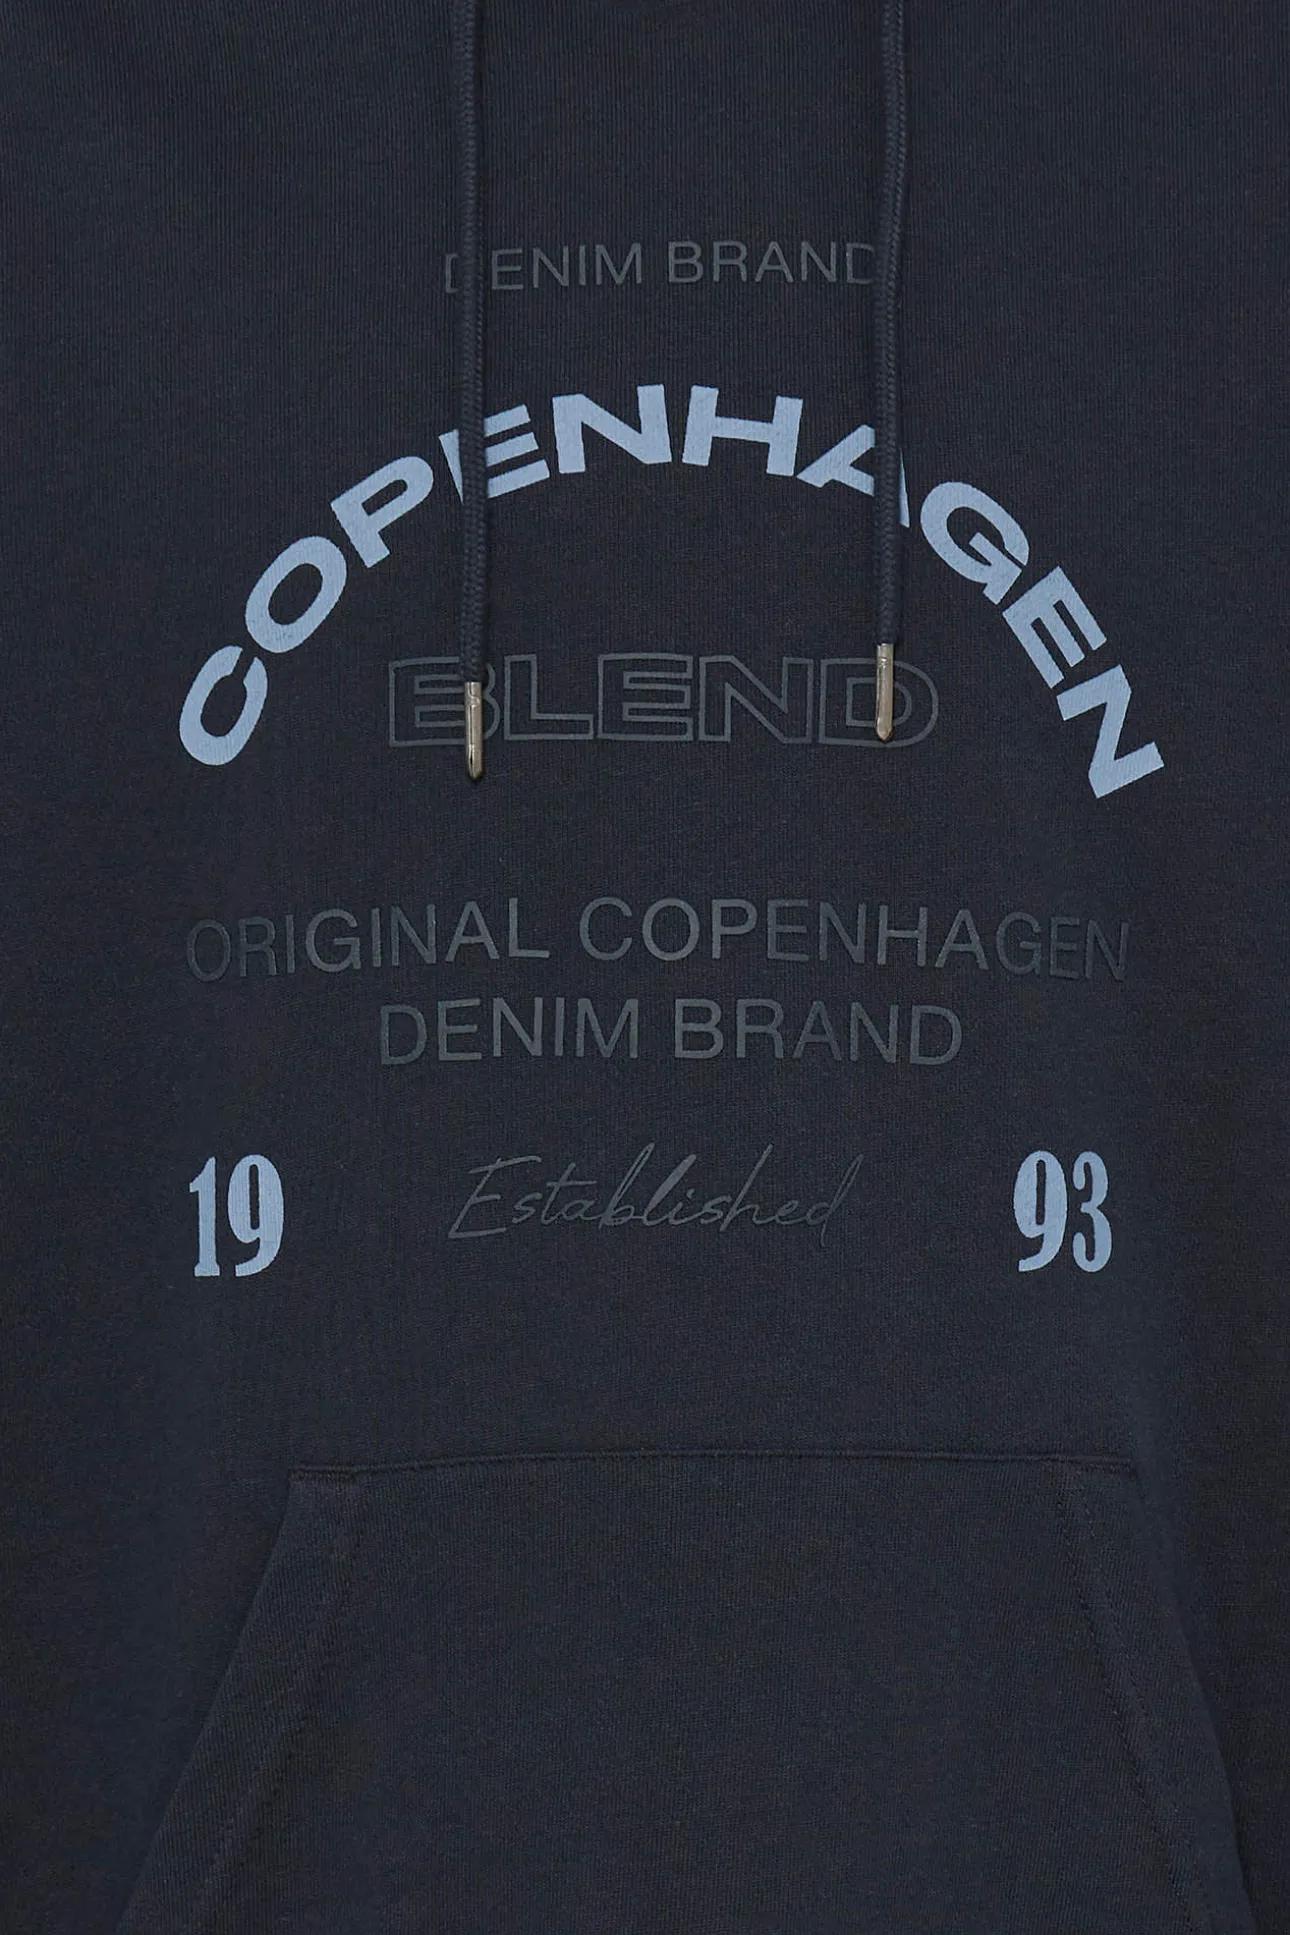 DENIM BRAND
COPENHAGEN
BLEND
ORIGINAL COPENHAGEN
DENIM BRAND
19 Established 93